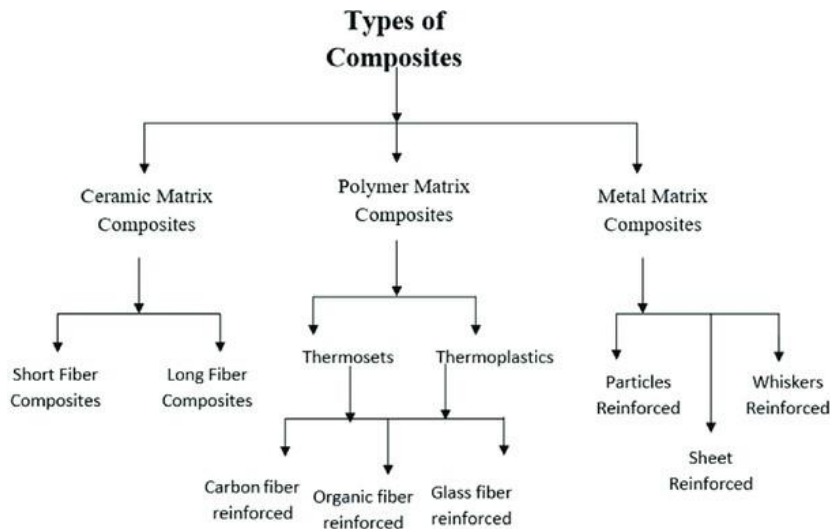 Types of
Composites
Ceramic Matrix
Composites
Polymer Matrix
Composites
Metal Matrix
Composites
Short Fiber
Composites
Long Fiber
Composites
Thermosets
Thermoplastics
Particles
Reinforced
Whiskers
Reinforced
Sheet
Reinforced
Carbon fiber
reinforced
Organic fiber
reinforced
Glass fiber
reinforced